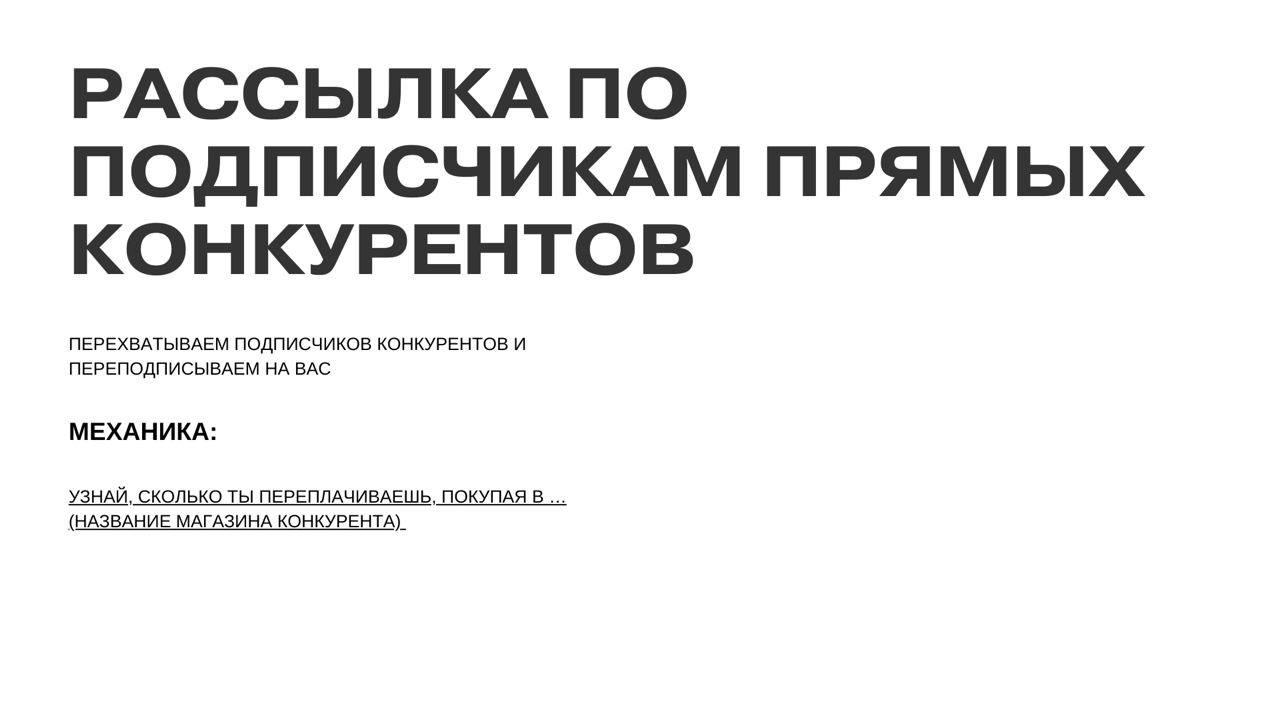 РАССЫЛКА ПО
ПОДПИСЧИКАМ ПРЯМЫХ
КОНКУРЕНТОВ
ПЕРЕХВАТЫВАЕМ ПОДПИСЧИКОВ КОНКУРЕНТОВ И
ПЕРЕПОДПИСЫВАЕМ НА ВАС
МЕХАНИКА:
УЗНАЙ, СКОЛЬКО ТЫ ПЕРЕПЛАЧИВАЕШЬ, ПОКУПАЯ В …
(НАЗВАНИЕ МАГАЗИНА КОНКУРЕНТА)